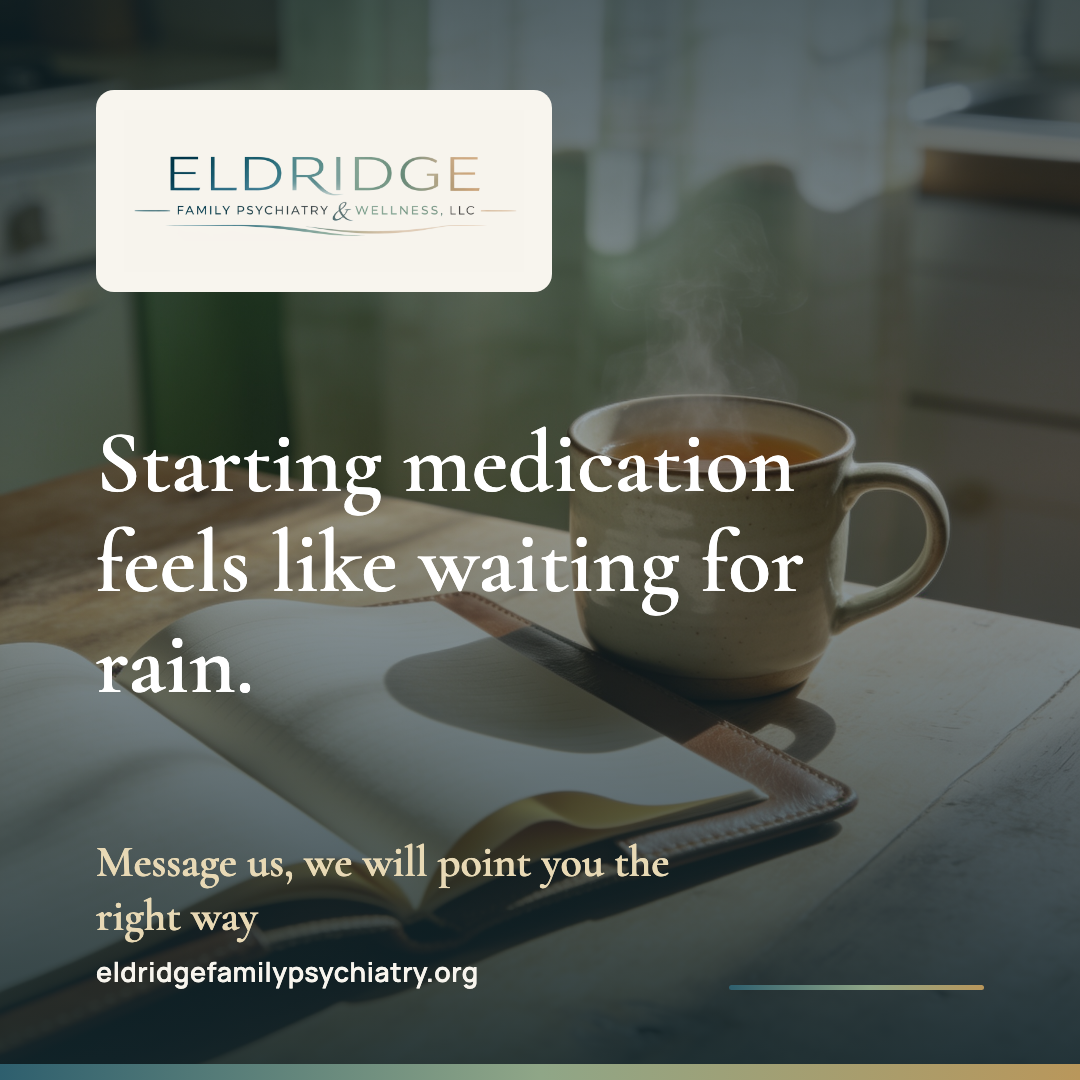 ELDRIDGE
FAMILY PSYCHIATRY & WELLNESS, LLC
Starting medication
feels like waiting for
rain.
Message us, we will point you the
right way
eldridgefamilypsychiatry.org